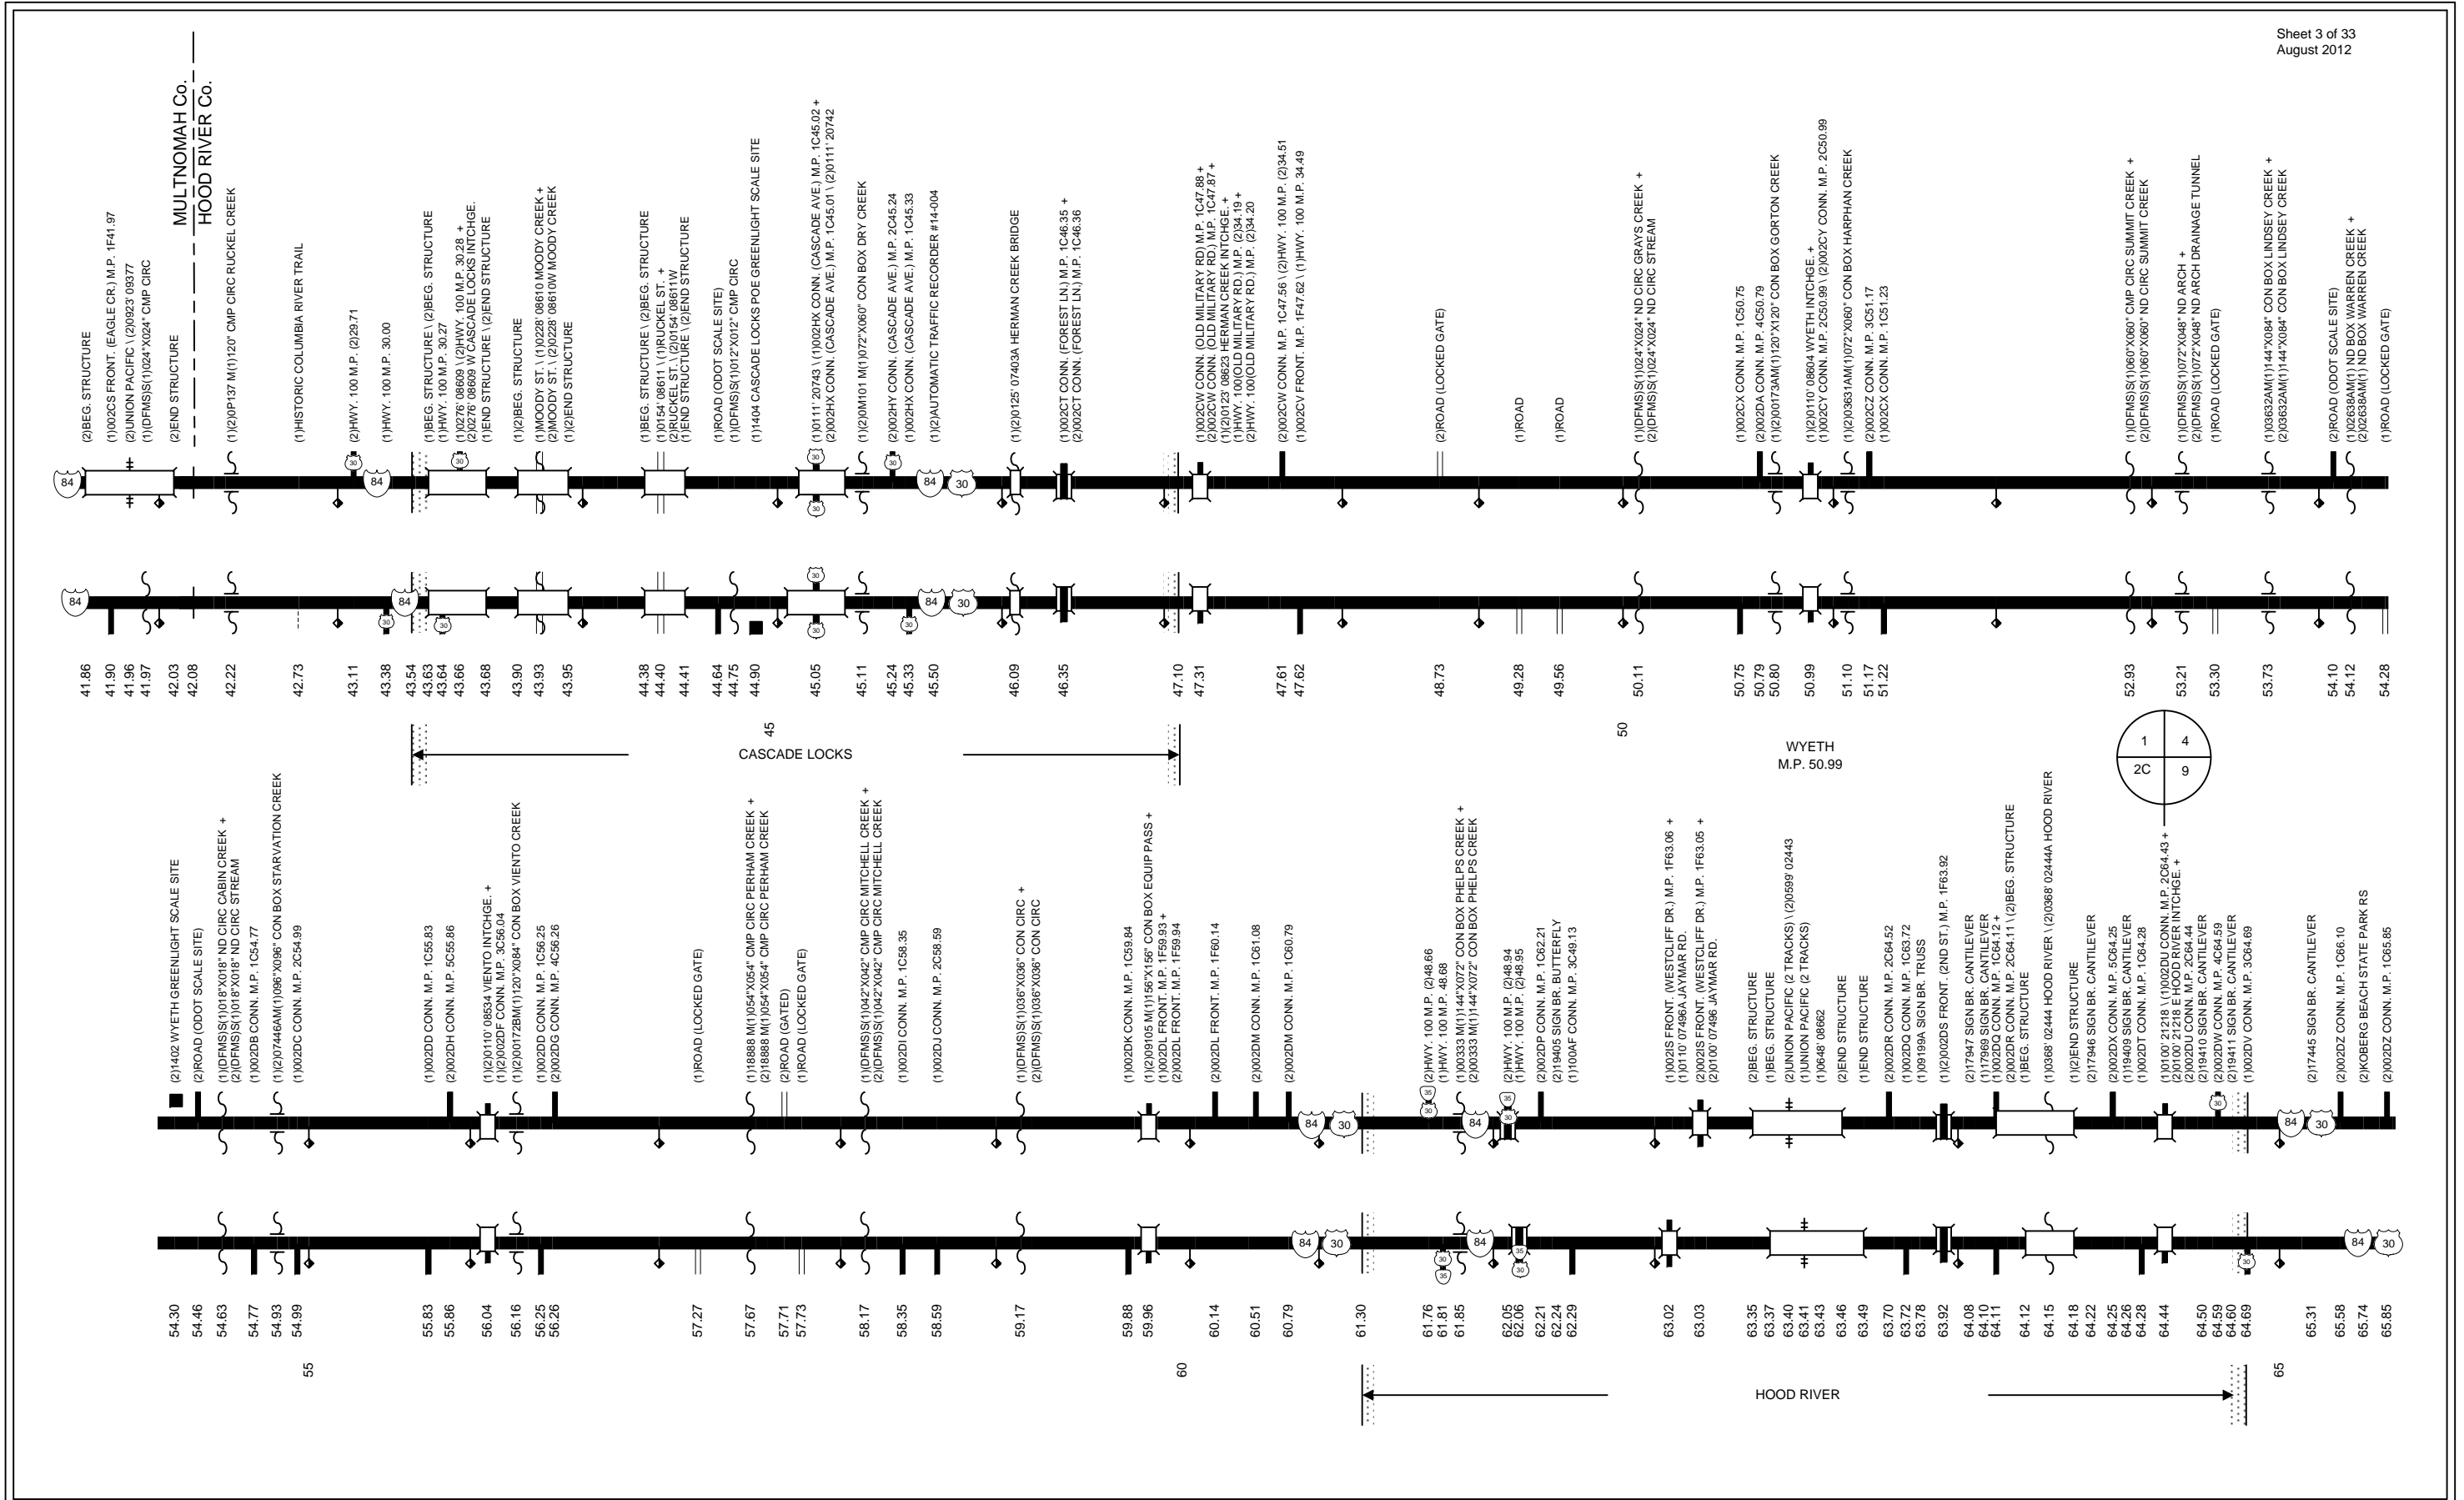 Sheet 3 of 33
August 2012
MULTNOMAH Co.
HOOD RIVER Co.
(2)BEG. STRUCTURE
(1)002CS FRONT. (EAGLE CR.) M.P. 1F41.97
(2)UNION PACIFIC \ (2)0923' 09377
(1)(DFMS)S(1)024"X024" CMP CIRC
(2)END STRUCTURE
(1)(2)0P137 M(1)120" CMP CIRC RUCKEL CREEK
(1)HISTORIC COLUMBIA RIVER TRAIL
(2)HWY. 100 M.P. (2)29.71
(1)HWY. 100 M.P. 30.00
(1)BEG. STRUCTURE \ (2)BEG. STRUCTURE
(1)HWY. 100 M.P. 30.27
(1)0276' 08609 \ (2)HWY. 100 M.P. 30.28 +
(2)0276' 08609 W CASCADE LOCKS INTCHGE.
(1)END STRUCTURE \ (2)END STRUCTURE
(1)(2)BEG. STRUCTURE
(1)MOODY ST. \ (1)0228' 08610 MOODY CREEK +
(2)MOODY ST. \ (2)0228' 08610W MOODY CREEK
(1)(2)END STRUCTURE
(1)BEG. STRUCTURE \ (2)BEG. STRUCTURE
(1)0154' 08611 \ (1)RUCKEL ST. +
(2)RUCKEL ST. \ (2)0154' 08611W
(1)END STRUCTURE \ (2)END STRUCTURE
(1)ROAD (ODOT SCALE SITE)
(1)(DFMS)S(1)012"X012" CMP CIRC
(1)1404 CASCADE LOCKS POE GREENLIGHT SCALE SITE
(1)0111' 20743 \ (1)002HX CONN. (CASCADE AVE.) M.P. 1C45.02 +
(2)002HX CONN. (CASCADE AVE.) M.P. 1C45.01 \ (2)0111' 20742
(1)(2)00M101 M(1)072"X060" CON BOX DRY CREEK
(2)002HY CONN. (CASCADE AVE.) M.P. 2C45.24
(1)002HX CONN. (CASCADE AVE.) M.P. 1C45.33
(1)(2)AUTOMATIC TRAFFIC RECORDER #14-004
(1)(2)0125' 07403A HERMAN CREEK BRIDGE
(1)002CT CONN. (FOREST LN.) M.P. 1C46.35 +
(2)002CT CONN. (FOREST LN.) M.P. 1C46.36
(1)002CW CONN. (OLD MILITARY RD) M.P. 1C47.88 +
(2)002CW CONN. (OLD MILITARY RD.) M.P. 1C47.87 +
(1)(2)0123' 08623 HERMAN CREEK INTCHGE. +
(1)HWY. 100(OLD MILITARY RD.) M.P. (2)34.19 +
(2)HWY. 100(OLD MILITARY RD.) M.P. (2)34.20
(2)002CW CONN. M.P. 1C47.56 \ (2)HWY. 100 M.P. (2)34.51
(1)002CV FRONT. M.P. 1F47.62 \ (1)HWY. 100 M.P. 34.49
(2)ROAD (LOCKED GATE)
(1)ROAD
(1)ROAD
(1)(DFMS)S(1)024"X024" ND CIRC GRAYS CREEK +
(2)(DFMS)S(1)024"X024" ND CIRC STREAM
(1)002CX CONN. M.P. 1C50.75
(2)002DA CONN. M.P. 4C50.79
(1)(2)00173AM(1)120"X120" CON BOX GORTON CREEK
(1)(2)0110' 08604 WYETH INTCHGE. +
(1)002CY CONN. M.P. 2C50.99 \ (2)002CY CONN. M.P. 2C50.99
(1)(2)03631AM(1)072"X060" CON BOX HARPHAN CREEK
(2)002CZ CONN. M.P. 3C51.17
(1)002CX CONN. M.P. 1C51.23
(1)(DFMS)S(1)060"X060" CMP CIRC SUMMIT CREEK +
(2)(DFMS)S(1)060"X060" ND CIRC SUMMIT CREEK
(1)(DFMS)S(1)072"X048" ND ARCH +
(2)(DFMS)S(1)072"X048" ND ARCH DRAINAGE TUNNEL
(1)ROAD (LOCKED GATE)
(1)03632AM(1)144"X084" CON BOX LINDSEY CREEK +
(2)03632AM(1)144"X084" CON BOX LINDSEY CREEK
(2)ROAD (ODOT SCALE SITE)
(1)02638AM(1) ND BOX WARREN CREEK +
(2)02638AM(1) ND BOX WARREN CREEK
(1)ROAD (LOCKED GATE)
84
30
30
84
30
30
30
30
84
30
84
30
84
30
30
30
30
84
30
41.86
41.90
41.96
41.97
42.03
42.08
42.22
42.73
43.11
43.38
43.54
43.63
43.64
43.66
43.68
43.90
43.93
43.95
44.38
44.40
44.41
44.64
44.75
44.90
45.05
45.11
45.24
45.33
45.50
46.09
46.35
47.10
47.31
47.61
47.62
48.73
49.28
49.56
50.11
50.75
50.79
50.80
50.99
51.10
51.17
51.22
52.93
53.21
53.30
53.73
54.10
54.12
54.28
45
50
CASCADE LOCKS
WYETH
M.P. 50.99
1
4
2C
9
(2)1402 WYETH GREENLIGHT SCALE SITE
(2)ROAD (ODOT SCALE SITE)
(1)(DFMS)S(1)018"X018" ND CIRC CABIN CREEK +
(2)(DFMS)S(1)018"X018" ND CIRC STREAM
(1)002DB CONN. M.P. 1C54.77
(1)(2)07446AM(1)096"X096" CON BOX STARVATION CREEK
(1)002DC CONN. M.P. 2C54.99
(1)002DD CONN. M.P. 1C55.83
(2)002DH CONN. M.P. 5C55.86
(1)(2)0110' 08534 VIENTO INTCHGE. +
(1)(2)002DF CONN. M.P. 3C56.04
(1)(2)00172BM(1)120"X084" CON BOX VIENTO CREEK
(1)002DD CONN. M.P. 1C56.25
(2)002DG CONN. M.P. 4C56.26
(1)ROAD (LOCKED GATE)
(1)18888 M(1)054"X054" CMP CIRC PERHAM CREEK +
(2)18888 M(1)054"X054" CMP CIRC PERHAM CREEK
(2)ROAD (GATED)
(1)ROAD (LOCKED GATE)
(1)(DFMS)S(1)042"X042" CMP CIRC MITCHELL CREEK +
(2)(DFMS)S(1)042"X042" CMP CIRC MITCHELL CREEK
(1)002DI CONN. M.P. 1C58.35
(1)002DJ CONN. M.P. 2C58.59
(1)(DFMS)S(1)036"X036" CON CIRC +
(2)(DFMS)S(1)036"X036" CON CIRC
(1)002DK CONN. M.P. 1C59.84
(1)(2)09105 M(1)156"X156" CON BOX EQUIP PASS +
(1)002DL FRONT. M.P. 1F59.93 +
(2)002DL FRONT. M.P. 1F59.94
(2)002DL FRONT. M.P. 1F60.14
(2)002DM CONN. M.P. 1C61.08
(2)002DM CONN. M.P. 1C60.79
(2)HWY. 100 M.P. (2)48.66
(1)HWY. 100 M.P. 48.68
(1)00333 M(1)144"X072" CON BOX PHELPS CREEK +
(2)00333 M(1)144"X072" CON BOX PHELPS CREEK
(2)HWY. 100 M.P. (2)48.94
(1)HWY. 100 M.P. (2)48.95
(2)002DP CONN. M.P. 1C62.21
(2)19405 SIGN BR. BUTTERFLY
(1)100AF CONN. M.P. 3C49.13
(1)002IS FRONT. (WESTCLIFF DR.) M.P. 1F63.06 +
(1)0110' 07496A JAYMAR RD.
(2)002IS FRONT. (WESTCLIFF DR.) M.P. 1F63.05 +
(2)0100' 07496 JAYMAR RD.
(2)BEG. STRUCTURE
(1)BEG. STRUCTURE
(2)UNION PACIFIC (2 TRACKS) \ (2)0599' 02443
(1)UNION PACIFIC (2 TRACKS)
(1)0648' 08662
(2)END STRUCTURE
(1)END STRUCTURE
(2)002DR CONN. M.P. 2C64.52
(1)002DQ CONN. M.P. 1C63.72
(1)09199A SIGN BR. TRUSS
(1)(2)002DS FRONT. (2ND ST.) M.P. 1F63.92
(2)17947 SIGN BR. CANTILEVER
(1)17969 SIGN BR. CANTILEVER
(1)002DQ CONN. M.P. 1C64.12 +
(2)002DR CONN. M.P. 2C64.11 \ (2)BEG. STRUCTURE
(1)BEG. STRUCTURE
(1)0368' 02444 HOOD RIVER \ (2)0368' 02444A HOOD RIVER
(1)(2)END STRUCTURE
(2)17946 SIGN BR. CANTILEVER
(2)002DX CONN. M.P. 5C64.25
(1)19409 SIGN BR. CANTILEVER
(1)002DT CONN. M.P. 1C64.28
(1)0100' 21218 \ (1)002DU CONN. M.P. 2C64.43 +
(2)0100' 21218 E HOOD RIVER INTCHGE. +
(2)002DU CONN. M.P. 2C64.44
(2)19410 SIGN BR. CANTILEVER
(2)002DW CONN. M.P. 4C64.59
(2)19411 SIGN BR. CANTILEVER
(1)002DV CONN. M.P. 3C64.69
(2)17445 SIGN BR. CANTILEVER
(2)002DZ CONN. M.P. 1C66.10
(2)KOBERG BEACH STATE PARK RS
(2)002DZ CONN. M.P. 1C65.85
84
30
35
30
84
35
30
30
84
30
84
30
30
35
84
35
30
30
84
30
54.30
54.46
54.63
54.77
54.93
54.99
55.83
55.86
56.04
56.16
56.25
56.26
57.27
57.67
57.71
57.73
58.17
58.35
58.59
59.17
59.88
59.96
60.14
60.51
60.79
61.30
61.76
61.81
61.85
62.05
62.06
62.21
62.24
62.29
63.02
63.03
63.35
63.37
63.40
63.41
63.43
63.46
63.49
63.70
63.72
63.78
63.92
64.08
64.10
64.11
64.12
64.15
64.18
64.22
64.25
64.26
64.28
64.44
64.50
64.59
64.60
64.69
65.31
65.58
65.74
65.85
55
60
65
HOOD RIVER